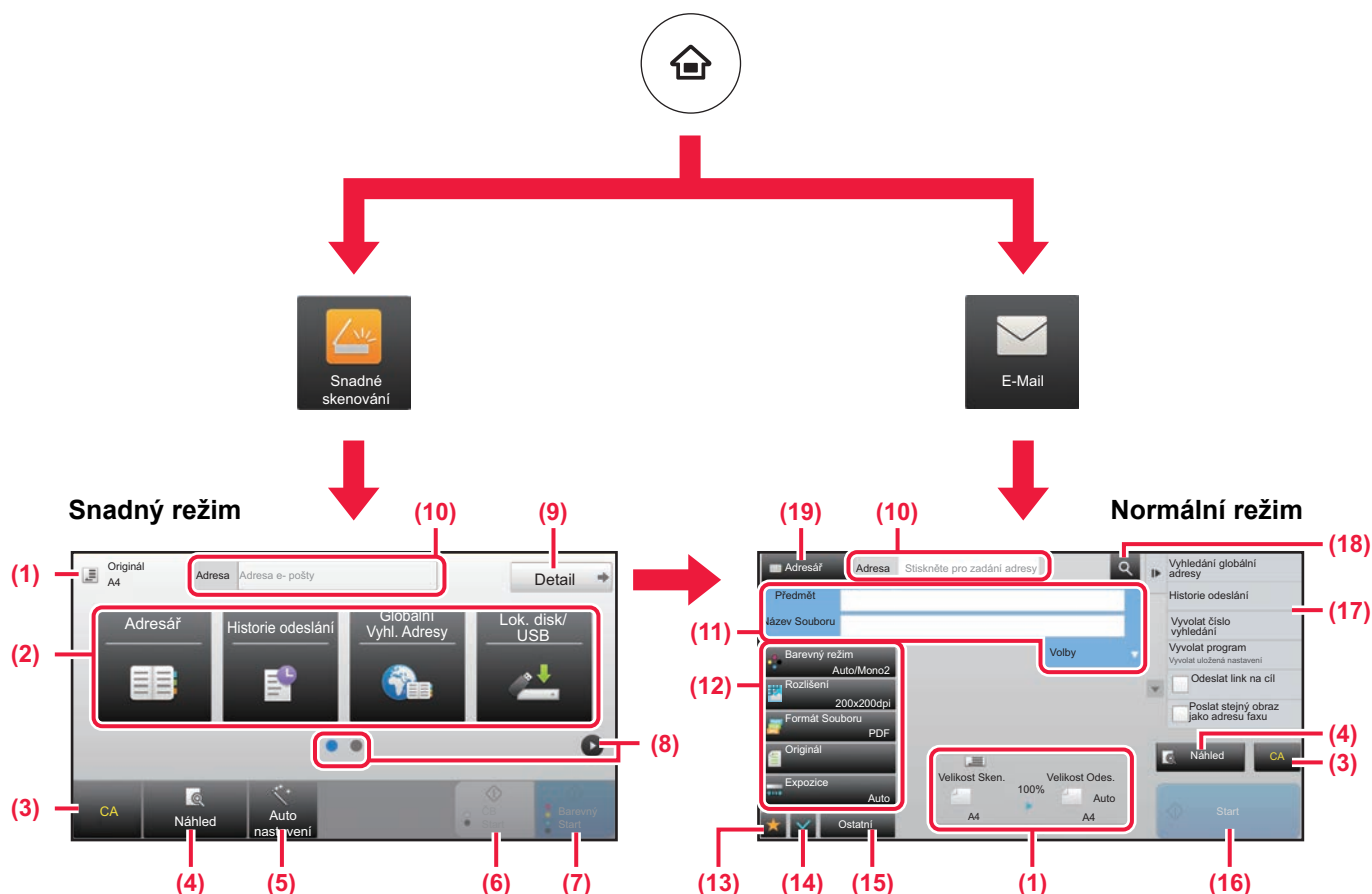 Snadné
skenování
E-Mail
Snadný režim
(10)
(9)
(1)
Originál
A4
Adresa
Adresa e- pošty
Detail
(2)
Adresář
Historie odeslání
Globální
Vyhl. Adresy
Lok. disk/
USB
(8)
(3)
CA
Náhled
Auto
nastavení
Barevný
Start
(4)
(5)
(6)
(7)
Normální režim
(19)
(10)
(18)
Adresář
Adresa
Stiskněte pro zadání adresy
Vyhledání globální
adresy
Historie odeslání
(17)
Vyvolat číslo
vyhledání
Vyvolat program
Vyvolat uložená nastavení
Odeslat link na cíl
Poslat stejný obraz
jako adresu faxu
(11)
Předmět
Název Souboru
Volby
(12)
Barevný režim
Auto/Mono2
Rozlišení
200x200dpi
Formát Souboru
PDF
Originál
Expozice
Auto
(4)
Náhled
CA
(3)
Velikost Sken.
100%
Velikost Odes.
Auto
A4
A4
Start
Ostatní
(13)
(14)
(15)
(1)
(16)